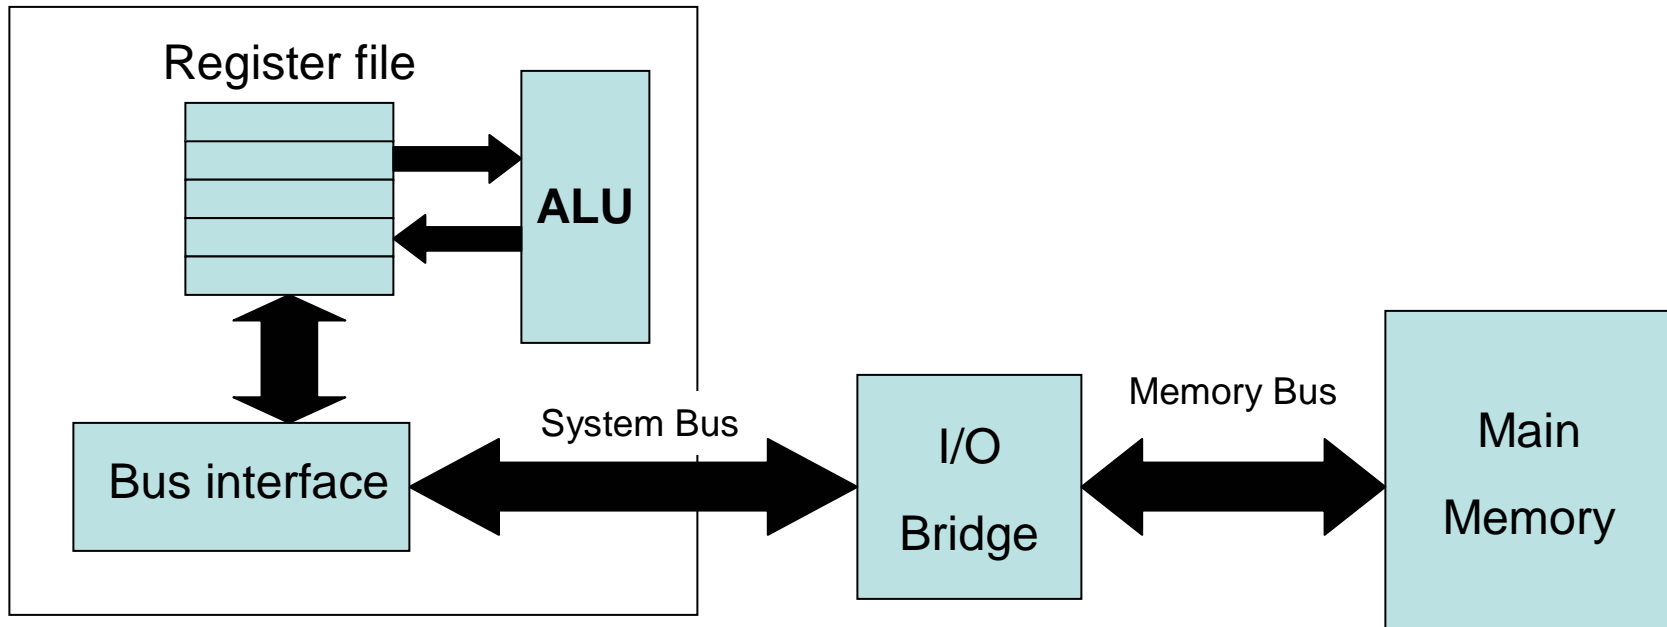 Register file
ALU
Bus interface
System Bus
I/O
Bridge
Memory Bus
Main
Memory